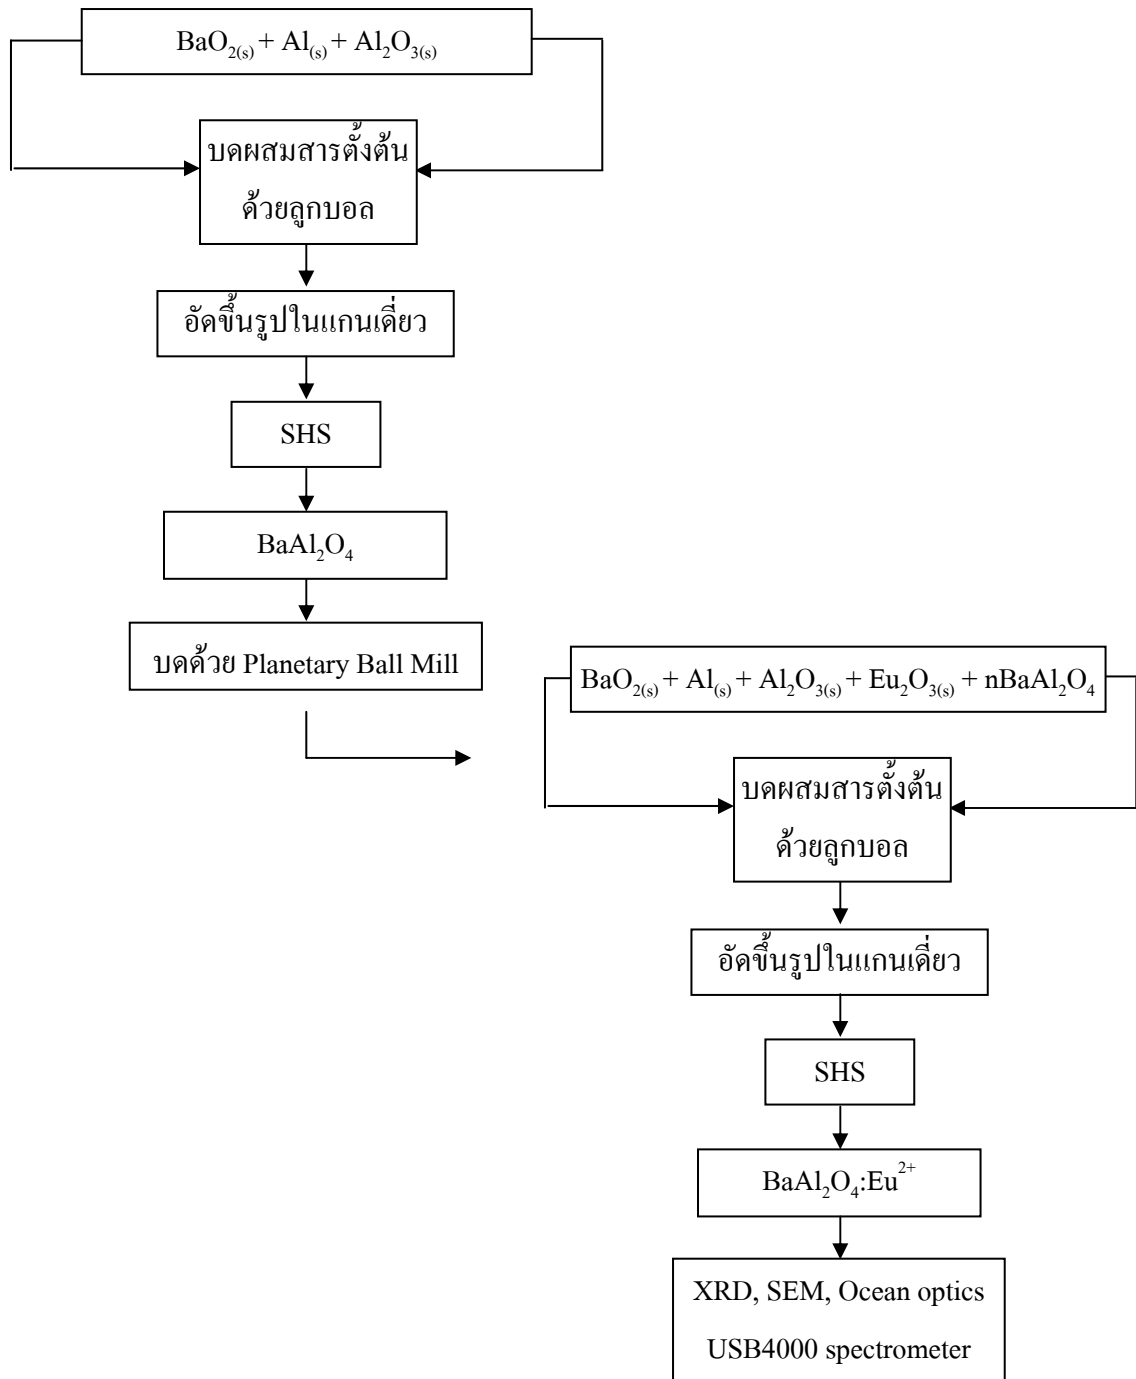 BaO₂₍ₛ₎ + Al₍ₛ₎ + Al₂O₃₍ₛ₎
บดผสมสารตั้งต้น
ด้วยลูกบอล
อัดขึ้นรูปในแกนเดี่ยว
SHS
BaAl₂O₄
บดด้วย Planetary Ball Mill
BaO₂₍ₛ₎ + Al₍ₛ₎ + Al₂O₃₍ₛ₎ + Eu₂O₃₍ₛ₎ + nBaAl₂O₄
บดผสมสารตั้งต้น
ด้วยลูกบอล
อัดขึ้นรูปในแกนเดี่ยว
SHS
BaAl₂O₄:Eu²⁺
XRD, SEM, Ocean optics
USB4000 spectrometer